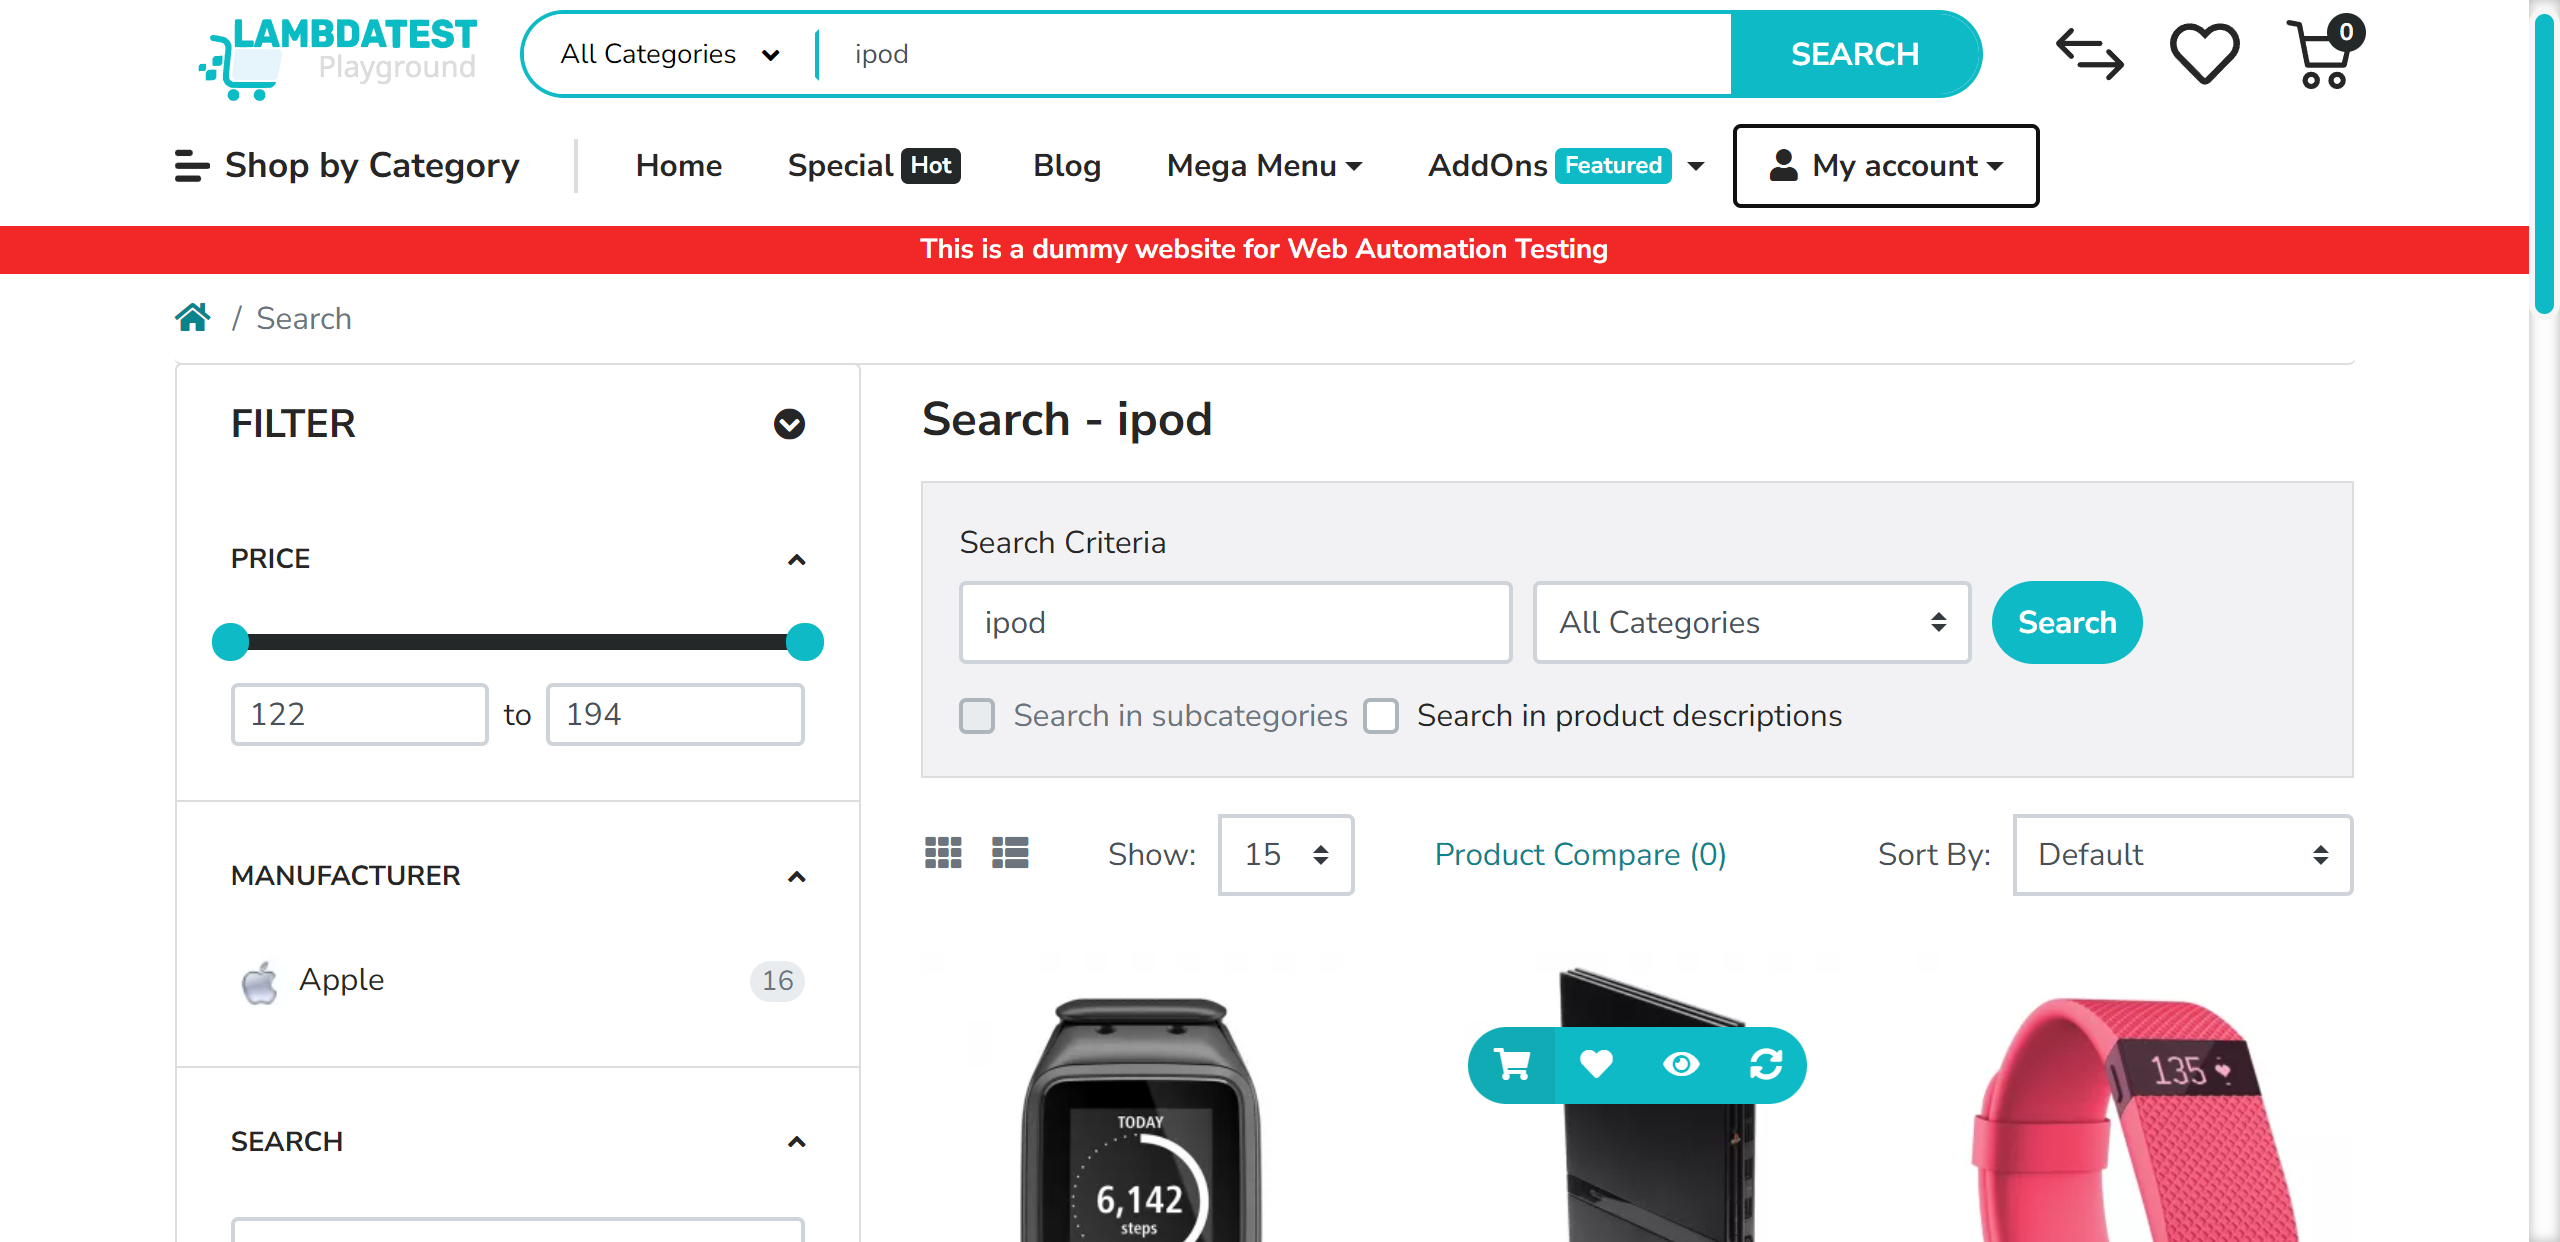 LAMBDATEST
Playground
All Categories
ipod
SEARCH
0
Shop by Category
Home
Special Hot
Blog
Mega Menu
AddOns Featured
My account
This is a dummy website for Web Automation Testing
/ Search
FILTER
PRICE
122 to 194
MANUFACTURER
Apple 16
SEARCH
Search - ipod
Search Criteria
ipod
All Categories
Search
Search in subcategories
Search in product descriptions
Show: 15
Product Compare (0)
Sort By: Default
TODAY
6,142
steps
135